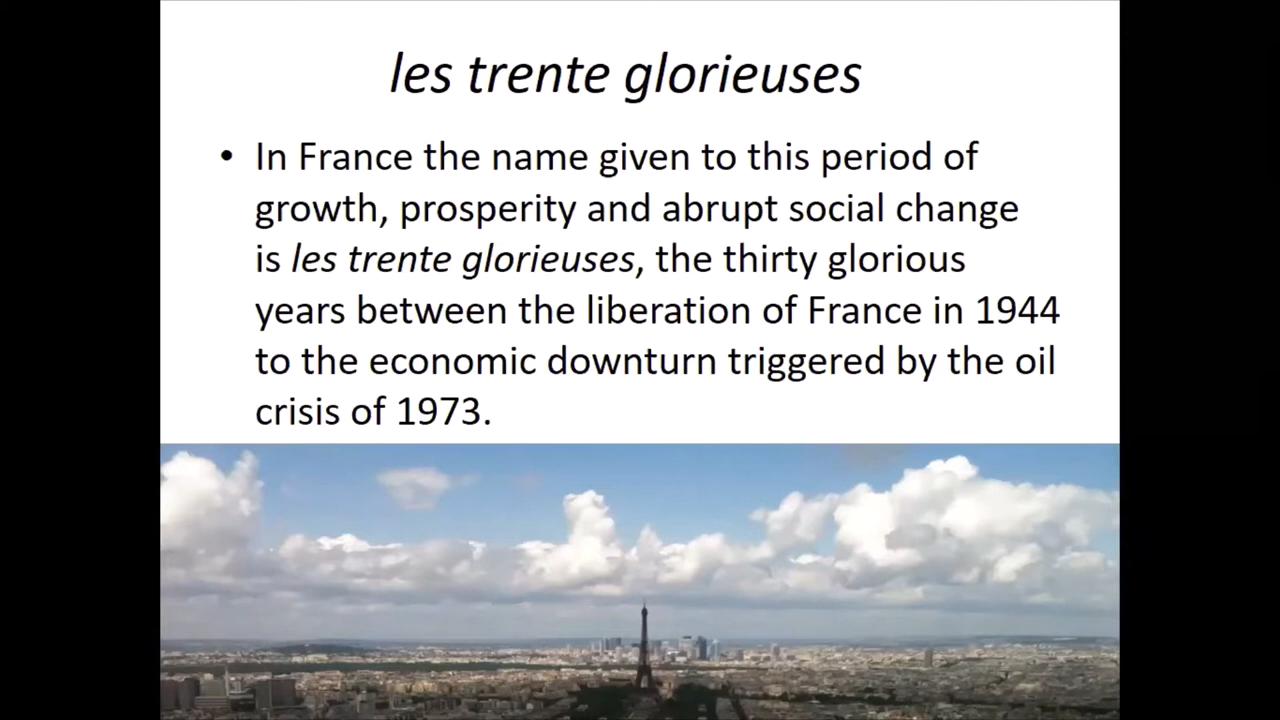 les trente glorieuses
• In France the name given to this period of
growth, prosperity and abrupt social change
is les trente glorieuses, the thirty glorious
years between the liberation of France in 1944
to the economic downturn triggered by the oil
crisis of 1973.